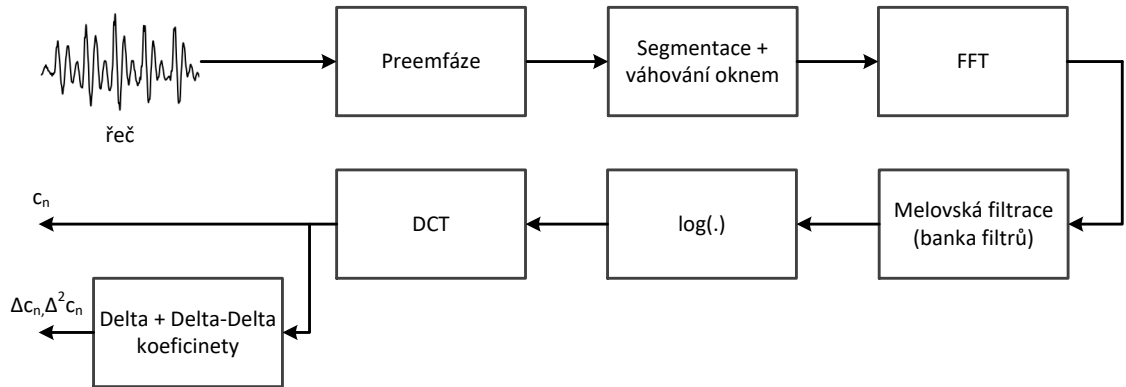 řeč
Preemfáze
Segmentace +
váhování oknem
FFT
Melovská filtrace
(banka filtrů)
log(.)
DCT
cₙ
Δcₙ,Δ²cₙ
Delta + Delta-Delta
koeficinety